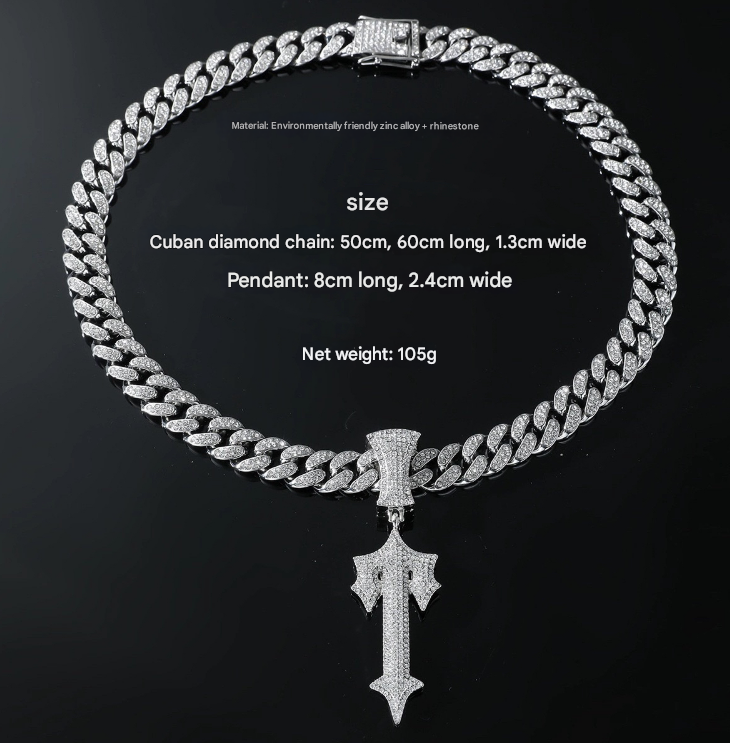 Material: Environmentally friendly zinc alloy + rhinestone
size
Cuban diamond chain: 50cm, 60cm long, 1.3cm wide
Pendant: 8cm long, 2.4cm wide
Net weight: 105g